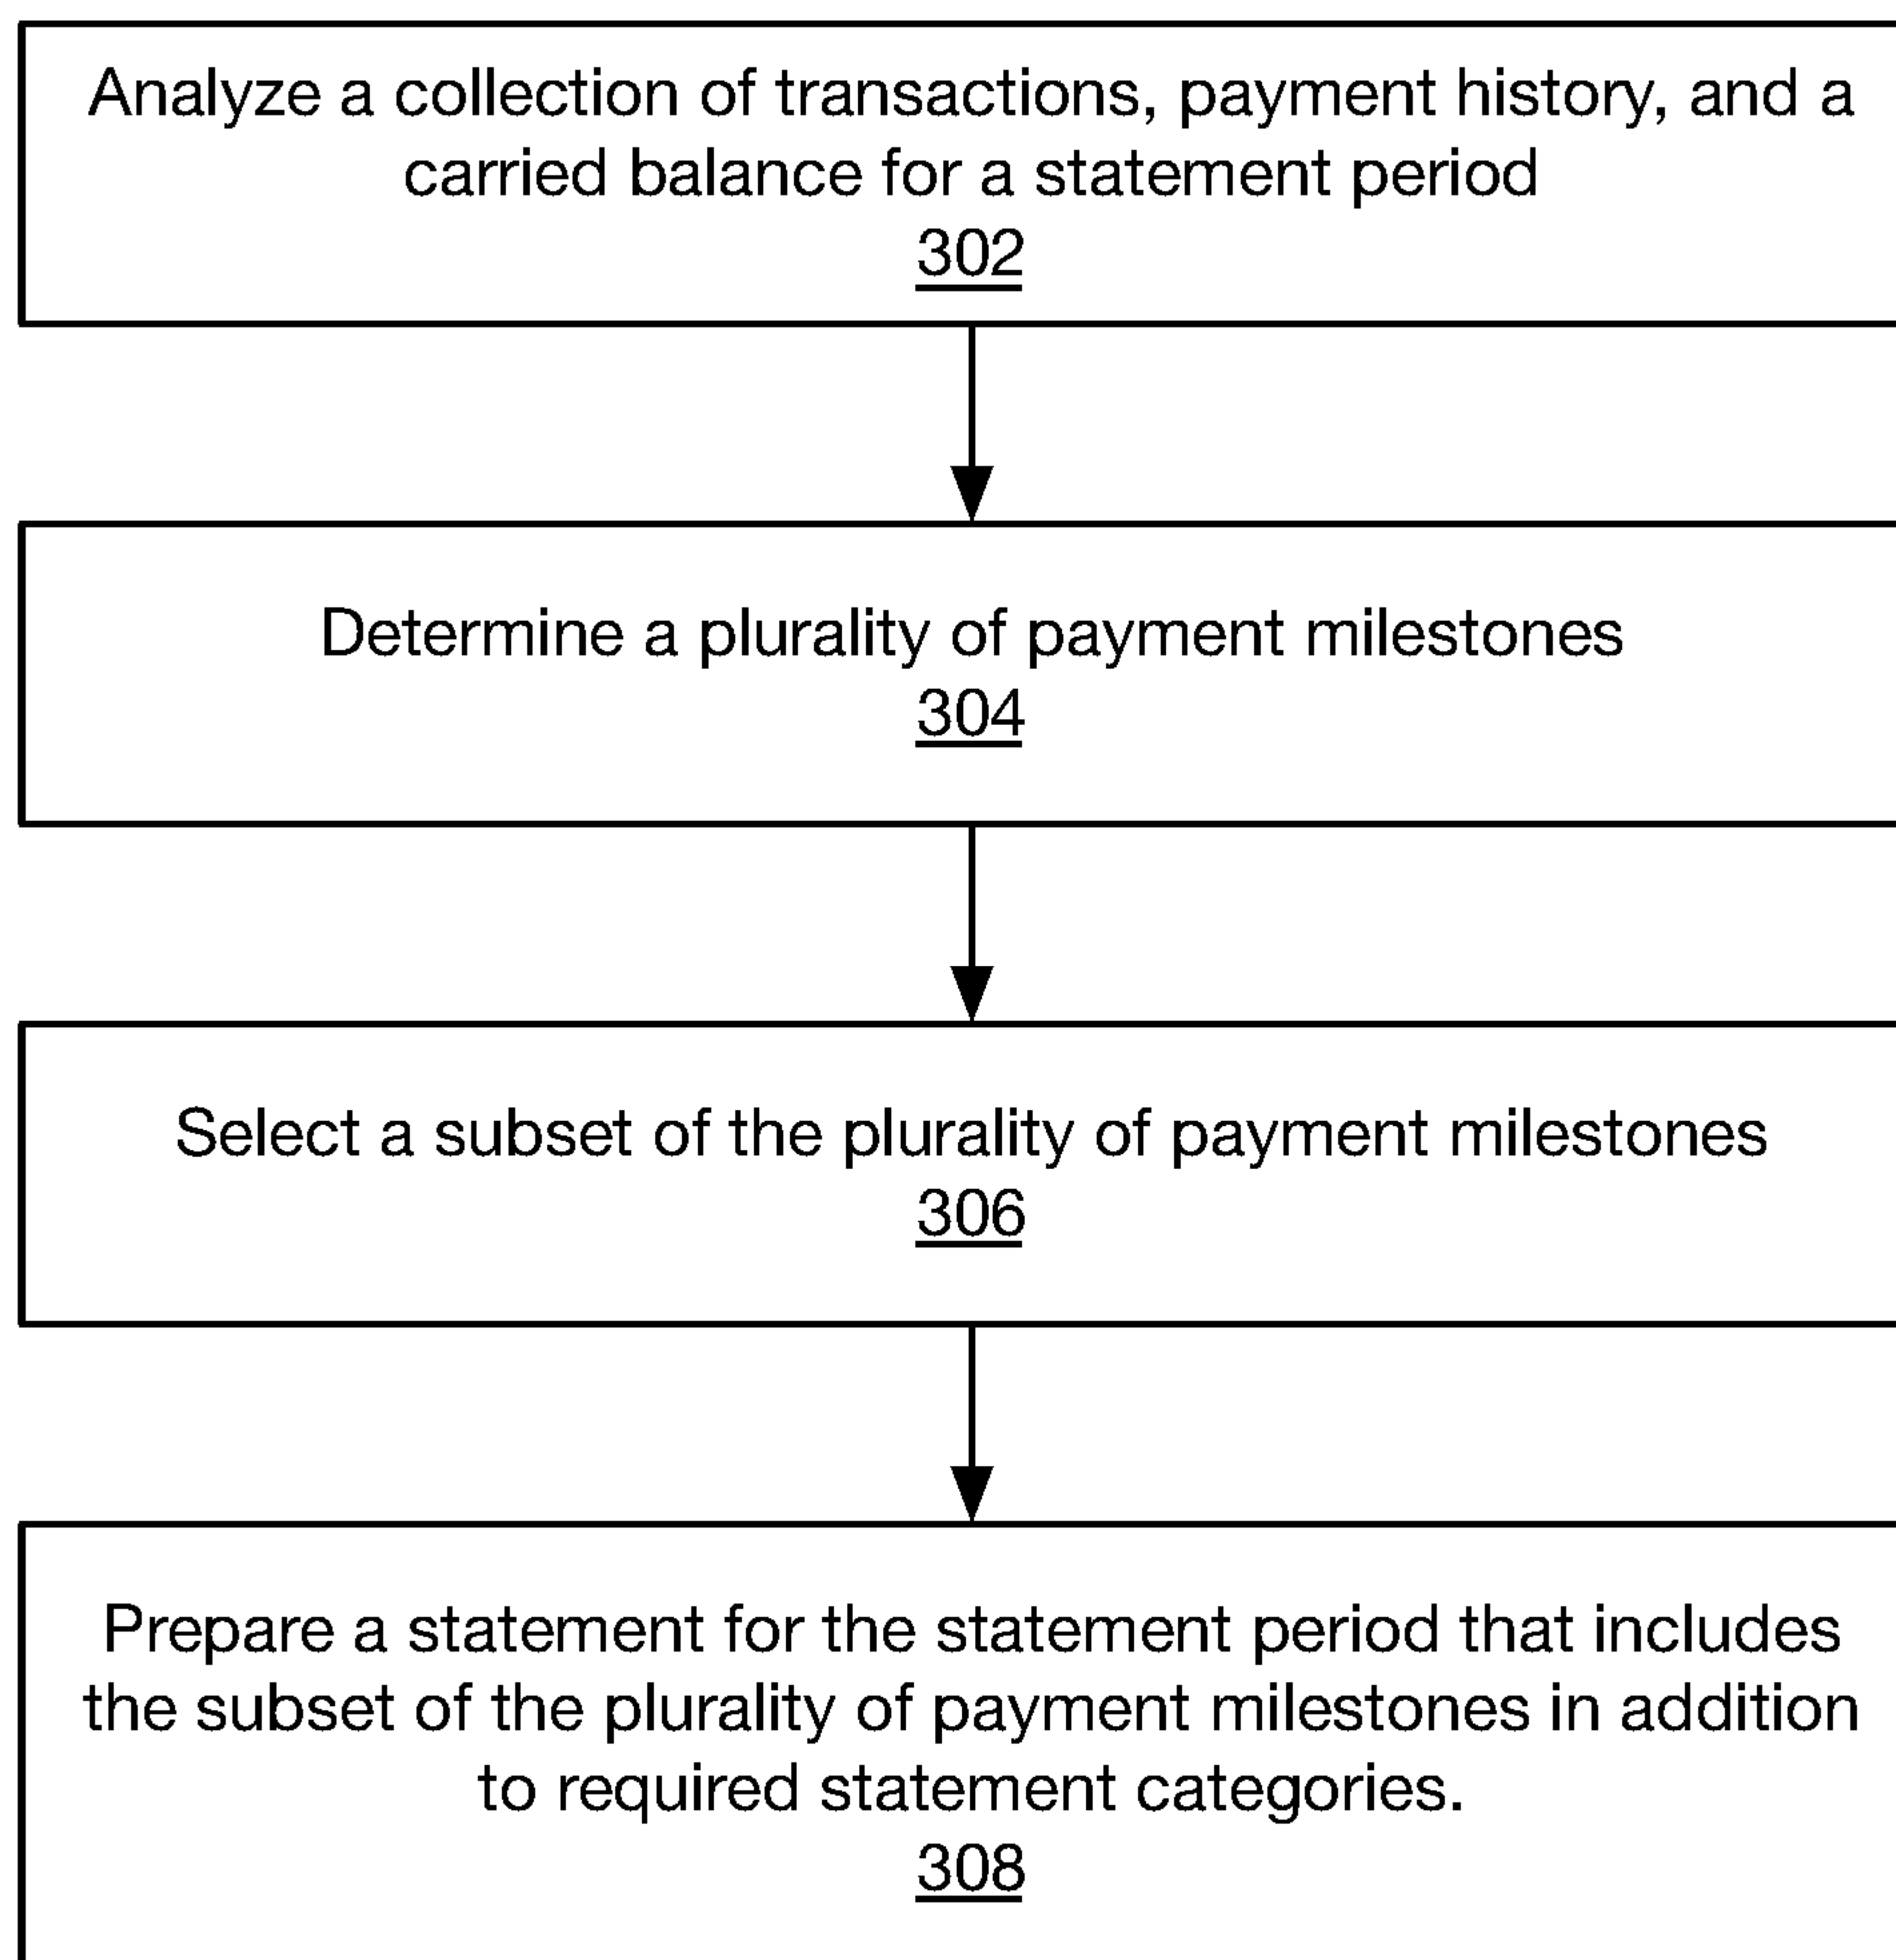 Analyze a collection of transactions, payment history, and a
carried balance for a statement period
302
Determine a plurality of payment milestones
304
Select a subset of the plurality of payment milestones
306
Prepare a statement for the statement period that includes
the subset of the plurality of payment milestones in addition
to required statement categories.
308